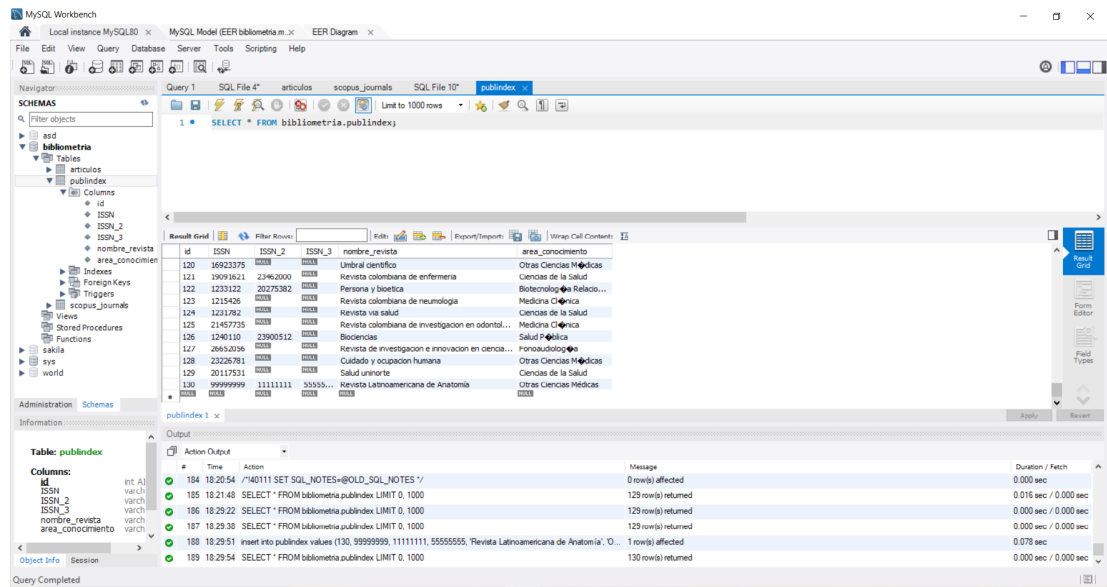 MySQL Workbench
Local instance MySQL80 × MySQL Model (EER bibliometria.m...× EER Diagram ×
File Edit View Query Database Server Tools Scripting Help
Navigator
Query 1 SQL File 4* articulos scopus_journals SQL File 10* publindex ×
SCHEMAS
Limit to 1000 rows
Filter objects
1 SELECT * FROM bibliometria.publindex;
asd
bibliometria
Tables
articulos
publindex
Columns
id
ISSN
ISSN_2
ISSN_3
nombre_revista
area_conocimien
Indexes
Foreign Keys
Triggers
scopus_journals
Views
Stored Procedures
Functions
sakila
sys
world
Administration Schemas
Result Grid Filter Rows: Edit: Export/Import: Wrap Cell Content:
id ISSN ISSN_2 ISSN_3 nombre_revista area_conocimiento
120 16923375 NULL NULL Umbral cientifico Otras Ciencias M�dicas
121 19091621 23462000 NULL Revista colombiana de enfermeria Ciencias de la Salud
122 1233122 20275382 NULL Persona y bioetica Biotecnolog�a Relacio...
123 1215426 NULL NULL Revista colombiana de neumologia Medicina Cl�nica
124 1231782 NULL NULL Revista via salud Ciencias de la Salud
125 21457735 NULL NULL Revista colombiana de investigacion en odontol... Medicina Cl�nica
126 1240110 23900512 NULL Biociencias Salud P�blica
127 26652056 NULL NULL Revista de investigacion e innovacion en ciencia... Fonoaudiolog�a
128 23226781 NULL NULL Cuidado y ocupacion humana Otras Ciencias M�dicas
129 20117531 NULL NULL Salud uninorte Ciencias de la Salud
130 99999999 11111111 55555... Revista Latinoamericana de Anatomía Otras Ciencias Médicas
NULL NULL NULL NULL NULL NULL
Result Grid
Form Editor
Field Types
publindex 1 ×
Apply Revert
Information
Table: publindex
Columns:
id int AI
ISSN varch
ISSN_2 varch
ISSN_3 varch
nombre_revista varch
area_conocimiento varch
Object Info Session
Output
Action Output
# Time Action Message Duration / Fetch
184 18:20:54 /*!40111 SET SQL_NOTES=@OLD_SQL_NOTES */ 0 row(s) affected 0.000 sec
185 18:21:48 SELECT * FROM bibliometria.publindex LIMIT 0, 1000 129 row(s) returned 0.016 sec / 0.000 sec
186 18:29:22 SELECT * FROM bibliometria.publindex LIMIT 0, 1000 129 row(s) returned 0.000 sec / 0.000 sec
187 18:29:38 SELECT * FROM bibliometria.publindex LIMIT 0, 1000 129 row(s) returned 0.000 sec / 0.000 sec
188 18:29:51 insert into publindex values (130, 99999999, 11111111, 55555555, 'Revista Latinoamericana de Anatomía', 'O... 1 row(s) affected 0.078 sec
189 18:29:54 SELECT * FROM bibliometria.publindex LIMIT 0, 1000 130 row(s) returned 0.000 sec / 0.000 sec
Query Completed